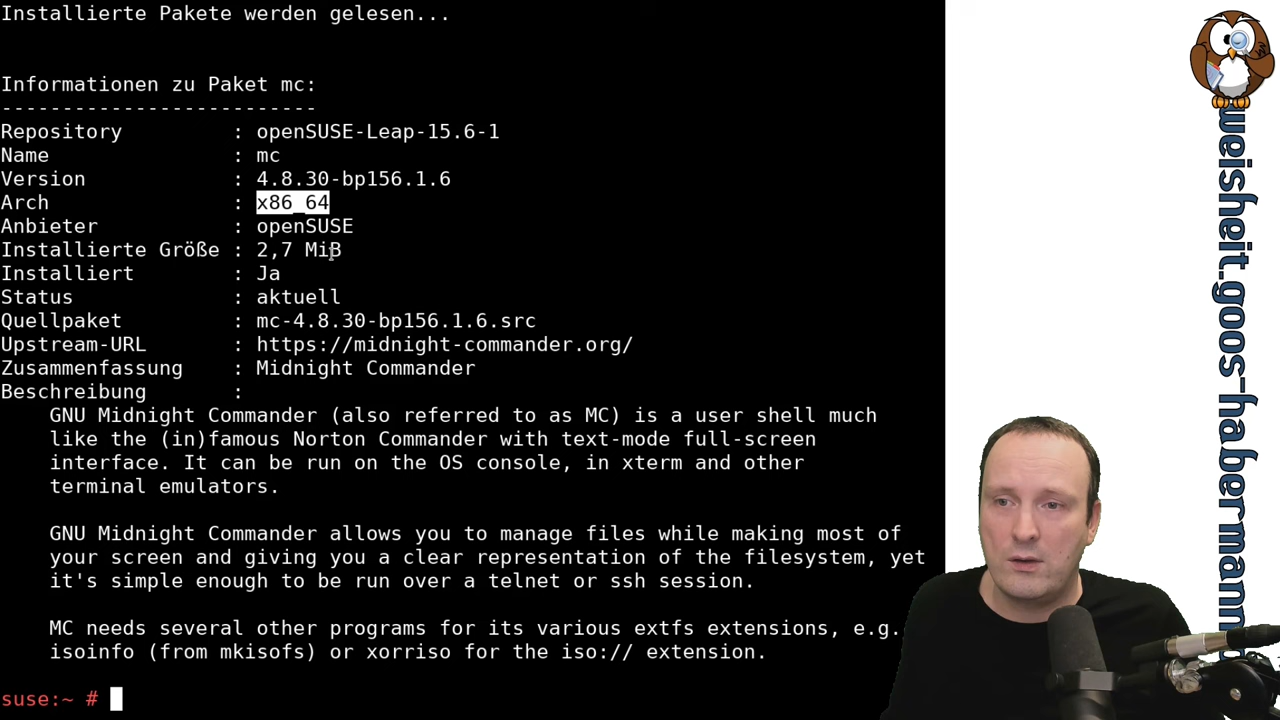 Installierte Pakete werden gelesen...
Informationen zu Paket mc:
--------------------------
Repository : openSUSE-Leap-15.6-1
Name : mc
Version : 4.8.30-bp156.1.6
Arch : x86_64
Anbieter : openSUSE
Installierte Größe : 2,7 MiB
Installiert : Ja
Status : aktuell
Quellpaket : mc-4.8.30-bp156.1.6.src
Upstream-URL : https://midnight-commander.org/
Zusammenfassung : Midnight Commander
Beschreibung :
GNU Midnight Commander (also referred to as MC) is a user shell much
like the (in)famous Norton Commander with text-mode full-screen
interface. It can be run on the OS console, in xterm and other
terminal emulators.
GNU Midnight Commander allows you to manage files while making most of
your screen and giving you a clear representation of the filesystem, yet
it's simple enough to be run over a telnet or ssh session.
MC needs several other programs for its various extfs extensions, e.g.
isoinfo (from mkisofs) or xorriso for the iso:// extension.
suse:~ #
weisheit.goos-habermann.d